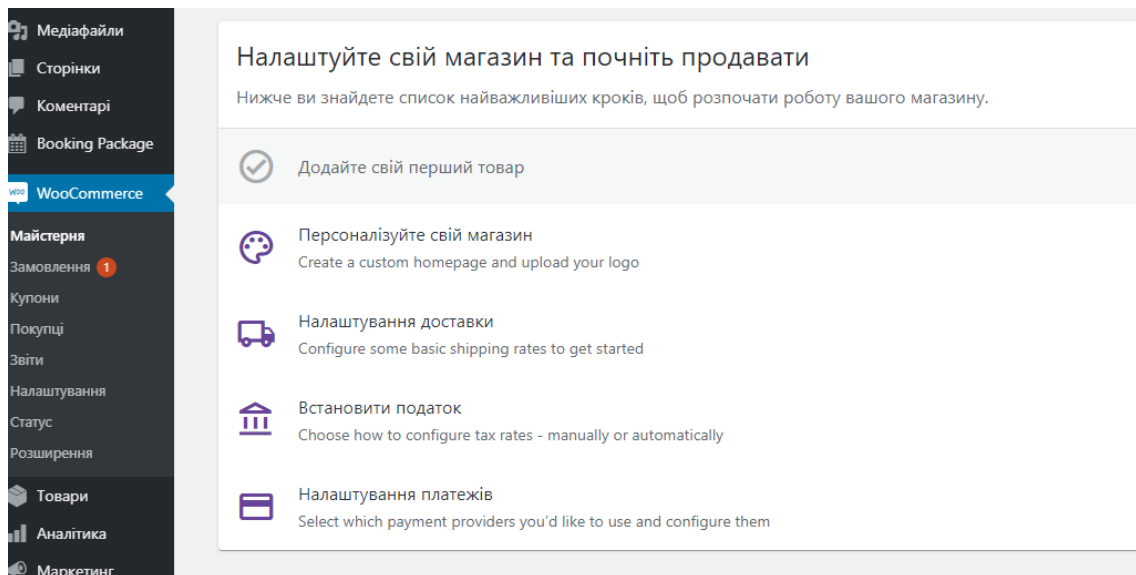 Медіафайли
Сторінки
Коментарі
Booking Package
WOO
WooCommerce
Майстерня
Замовлення 1
Купони
Покупці
Звіти
Налаштування
Статус
Розширення
Товари
Аналітика
Маркетинг
Налаштуйте свій магазин та почніть продавати
Нижче ви знайдете список найважливіших кроків, щоб розпочати роботу вашого магазину.
Додайте свій перший товар
Персоналізуйте свій магазин
Create a custom homepage and upload your logo
Налаштування доставки
Configure some basic shipping rates to get started
Встановити податок
Choose how to configure tax rates - manually or automatically
Налаштування платежів
Select which payment providers you'd like to use and configure them